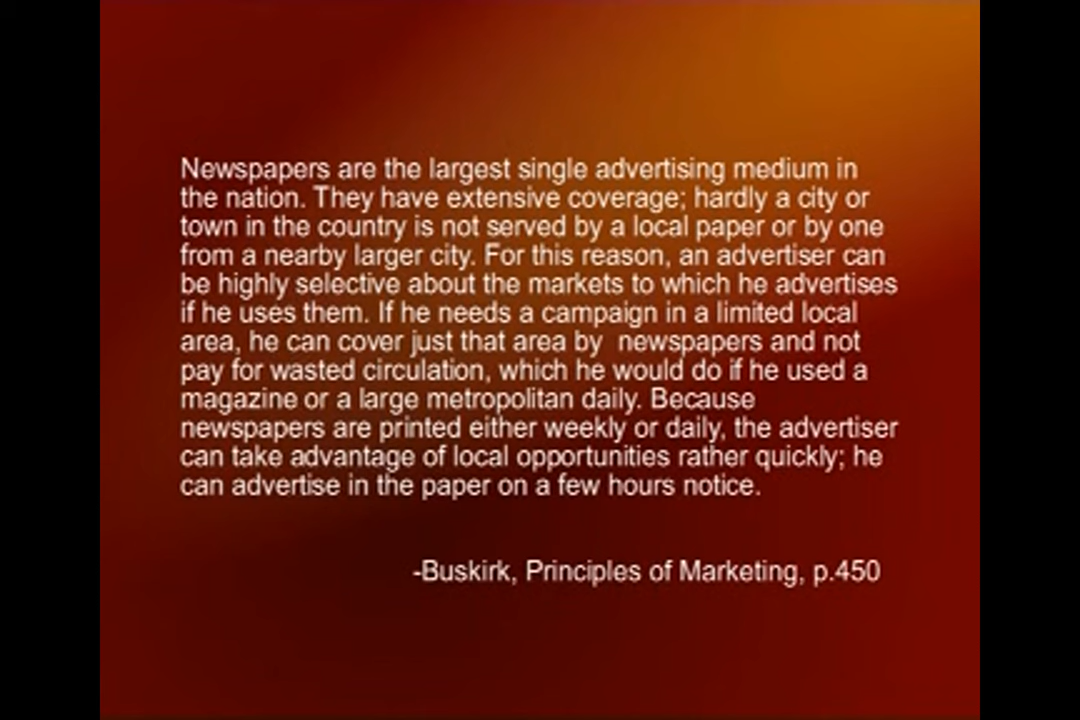 Newspapers are the largest single advertising medium in
the nation. They have extensive coverage; hardly a city or
town in the country is not served by a local paper or by one
from a nearby larger city. For this reason, an advertiser can
be highly selective about the markets to which he advertises
if he uses them. If he needs a campaign in a limited local
area, he can cover just that area by  newspapers and not
pay for wasted circulation, which he would do if he used a
magazine or a large metropolitan daily. Because
newspapers are printed either weekly or daily, the advertiser
can take advantage of local opportunities rather quickly; he
can advertise in the paper on a few hours notice.
-Buskirk, Principles of Marketing, p.450